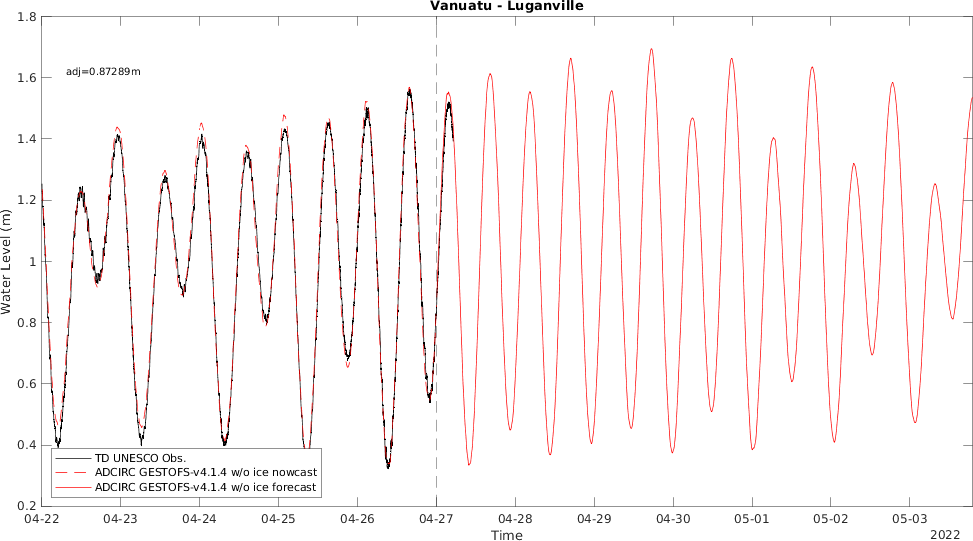 Vanuatu - Luganville
1.8
1.6
adj=0.87289m
1.4
1.2
1
0.8
0.6
0.4
0.2
Water Level (m)
TD UNESCO Obs.
ADCIRC GESTOFS-v4.1.4 w/o ice nowcast
ADCIRC GESTOFS-v4.1.4 w/o ice forecast
04-22 04-23 04-24 04-25 04-26 04-27 04-28 04-29 04-30 05-01 05-02 05-03
Time
2022